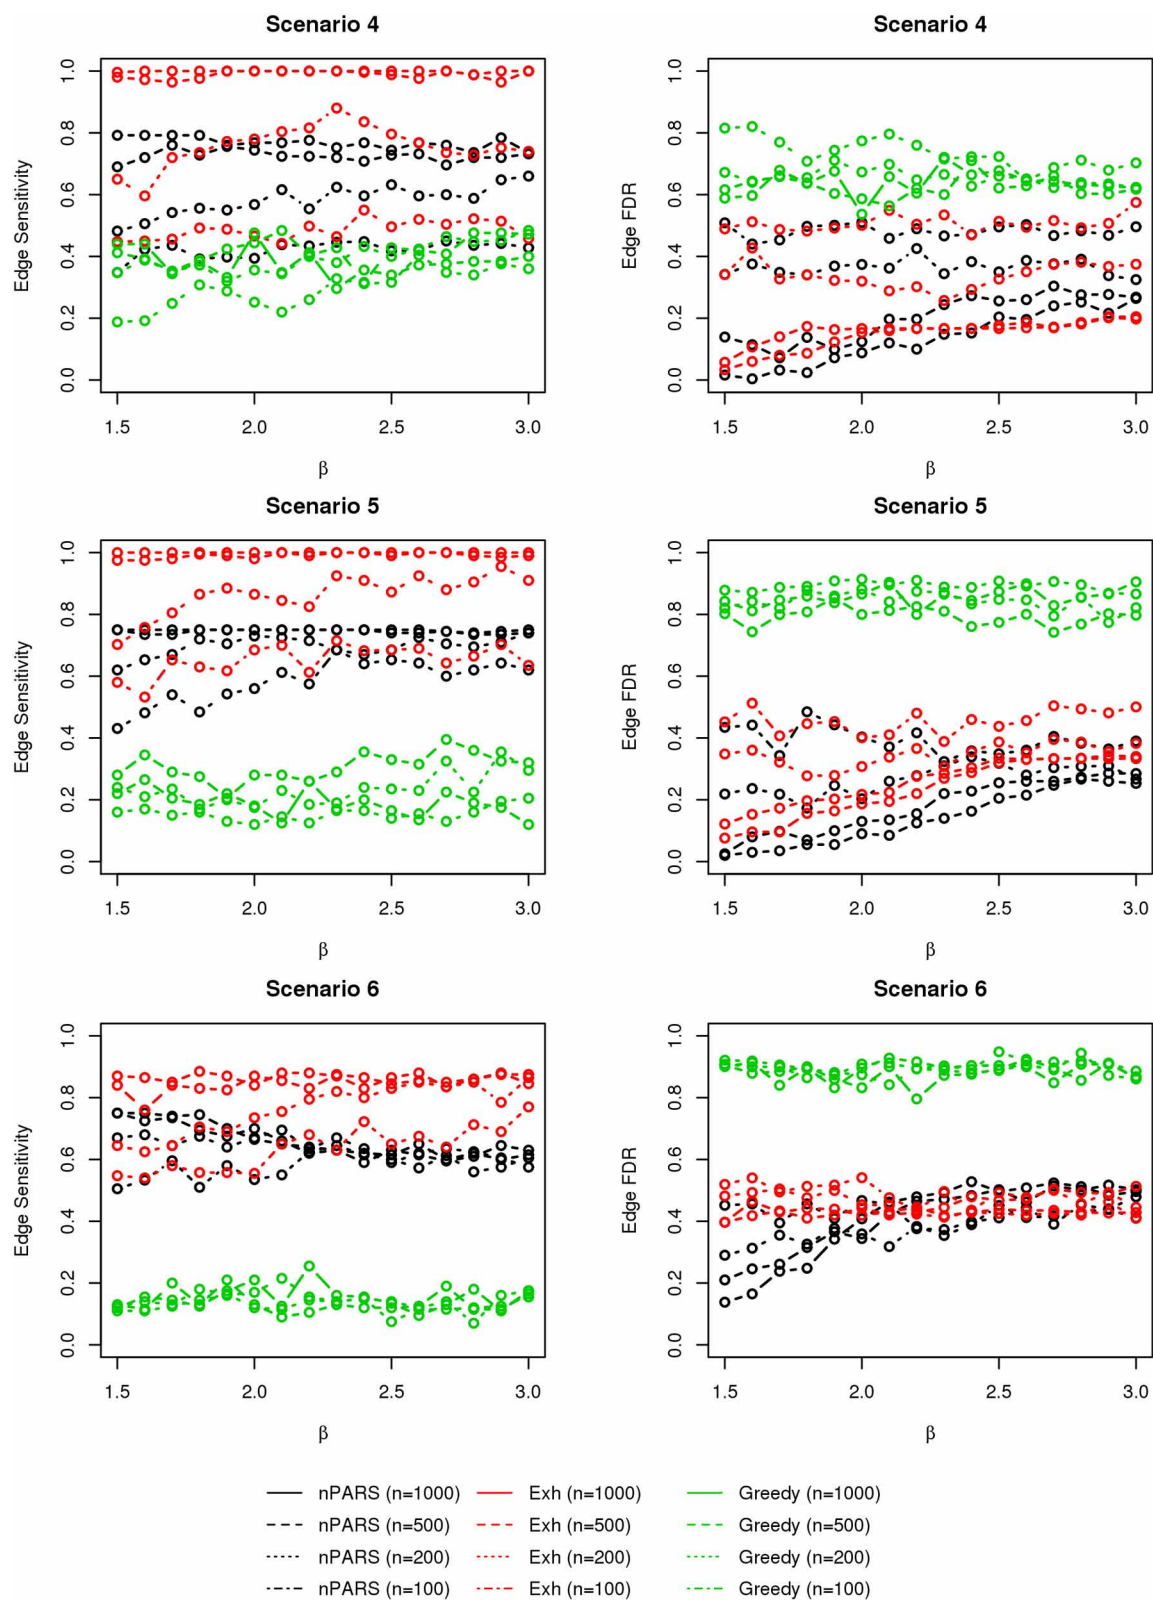 Scenario 4
Edge Sensitivity
0.0 0.2 0.4 0.6 0.8 1.0
1.5 2.0 2.5 3.0
β
Scenario 4
Edge FDR
0.0 0.2 0.4 0.6 0.8 1.0
1.5 2.0 2.5 3.0
β
Scenario 5
Edge Sensitivity
0.0 0.2 0.4 0.6 0.8 1.0
1.5 2.0 2.5 3.0
β
Scenario 5
Edge FDR
0.0 0.2 0.4 0.6 0.8 1.0
1.5 2.0 2.5 3.0
β
Scenario 6
Edge Sensitivity
0.0 0.2 0.4 0.6 0.8 1.0
1.5 2.0 2.5 3.0
β
Scenario 6
Edge FDR
0.0 0.2 0.4 0.6 0.8 1.0
1.5 2.0 2.5 3.0
β
nPARS (n=1000) Exh (n=1000) Greedy (n=1000)
nPARS (n=500) Exh (n=500) Greedy (n=500)
nPARS (n=200) Exh (n=200) Greedy (n=200)
nPARS (n=100) Exh (n=100) Greedy (n=100)